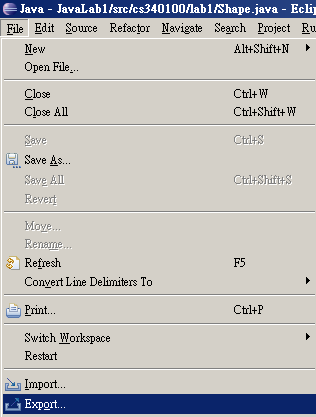 Java - JavaLab1/src/cs340100/lab1/Shape.java - Eclip
File Edit Source Refactor Navigate Search Project Ru
New Alt+Shift+N
Open File...
Close Ctrl+W
Close All Ctrl+Shift+W
Save Ctrl+S
Save As...
Save All Ctrl+Shift+S
Revert
Move...
Rename...
Refresh F5
Convert Line Delimiters To
Print... Ctrl+P
Switch Workspace
Restart
Import...
Export...